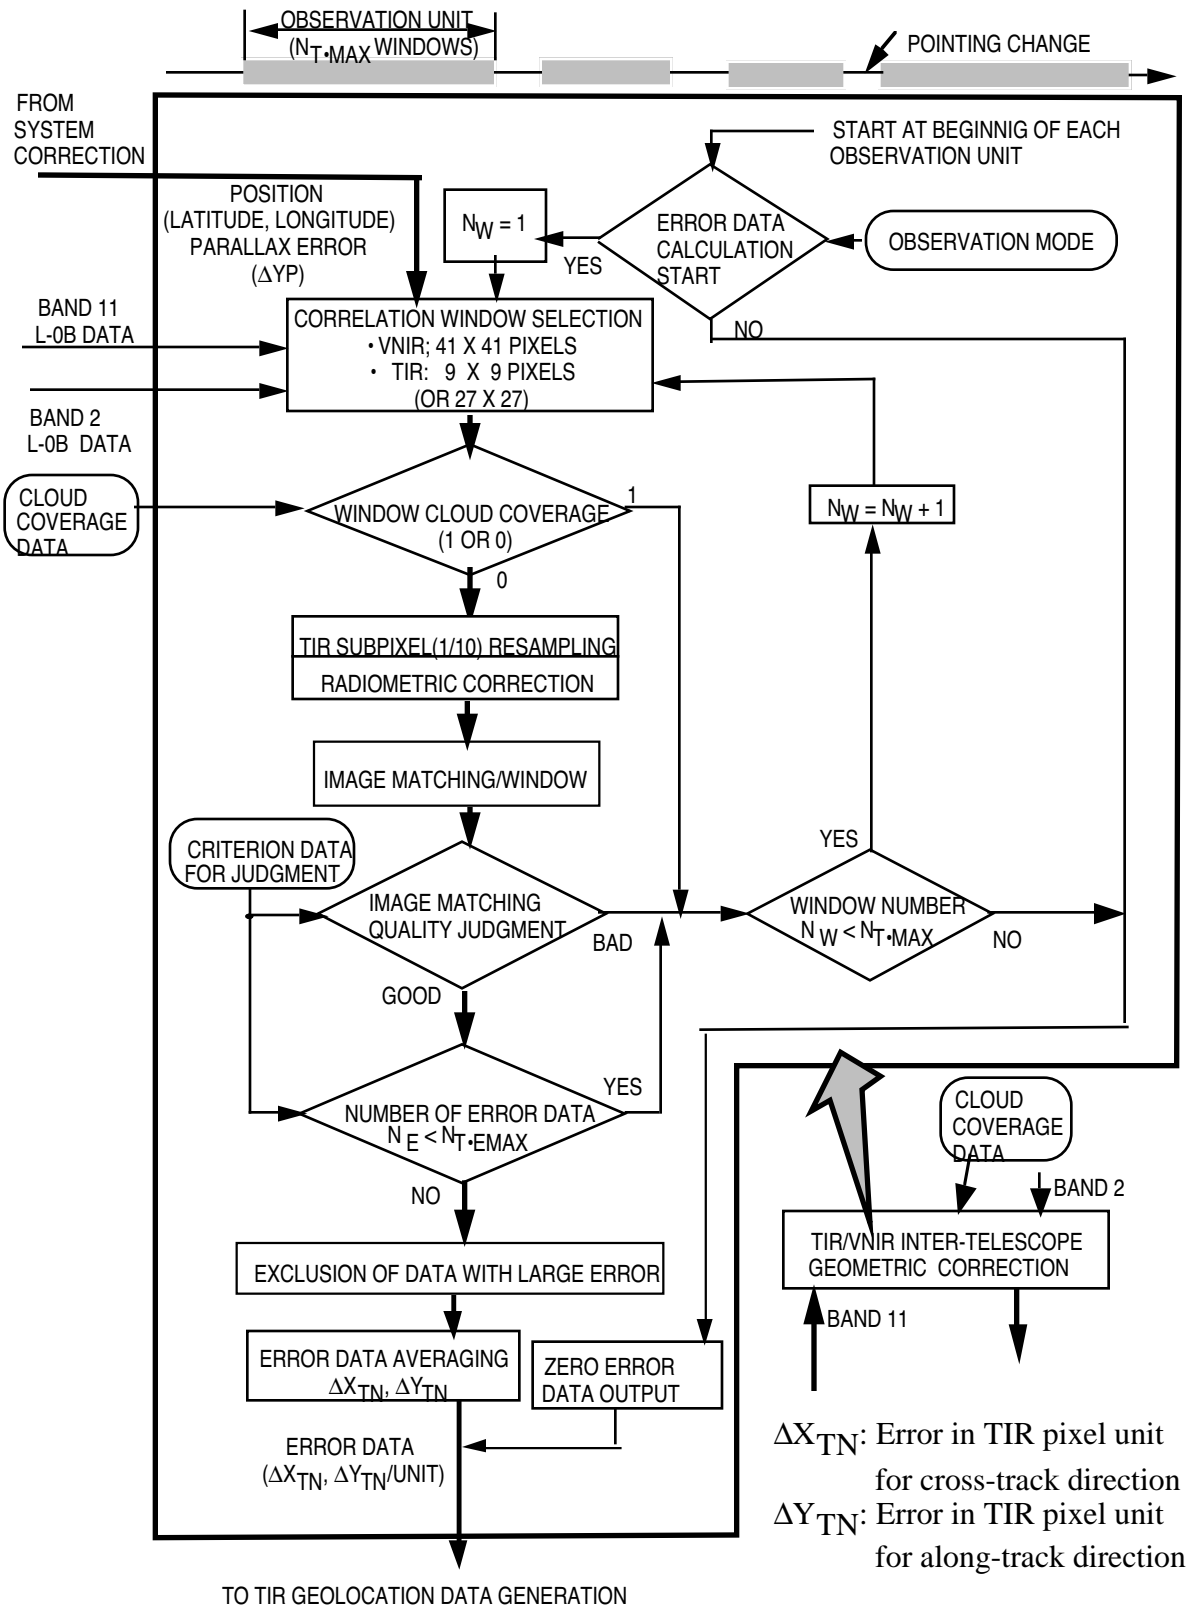 OBSERVATION UNIT
(NT•MAX WINDOWS)
POINTING CHANGE
FROM
SYSTEM
CORRECTION
START AT BEGINNIG OF EACH
OBSERVATION UNIT
POSITION
(LATITUDE, LONGITUDE)
PARALLAX ERROR
(ΔYP)
NW = 1
YES
ERROR DATA
CALCULATION
START
OBSERVATION MODE
NO
BAND 11
L-0B DATA
CORRELATION WINDOW SELECTION
• VNIR; 41 X 41 PIXELS
• TIR: 9 X 9 PIXELS
(OR 27 X 27)
BAND 2
L-0B DATA
CLOUD
COVERAGE
DATA
WINDOW CLOUD COVERAGE
(1 OR 0)
1
0
NW = NW + 1
TIR SUBPIXEL(1/10) RESAMPLING
RADIOMETRIC CORRECTION
IMAGE MATCHING/WINDOW
CRITERION DATA
FOR JUDGMENT
IMAGE MATCHING
QUALITY JUDGMENT
BAD
GOOD
YES
WINDOW NUMBER
NW < NT•MAX
NO
NUMBER OF ERROR DATA
NE < NT•EMAX
YES
NO
CLOUD
COVERAGE
DATA
BAND 2
TIR/VNIR INTER-TELESCOPE
GEOMETRIC CORRECTION
BAND 11
EXCLUSION OF DATA WITH LARGE ERROR
ERROR DATA AVERAGING
ΔXTN, ΔYTN
ZERO ERROR
DATA OUTPUT
ERROR DATA
(ΔXTN, ΔYTN/UNIT)
ΔXTN: Error in TIR pixel unit
for cross-track direction
ΔYTN: Error in TIR pixel unit
for along-track direction
TO TIR GEOLOCATION DATA GENERATION